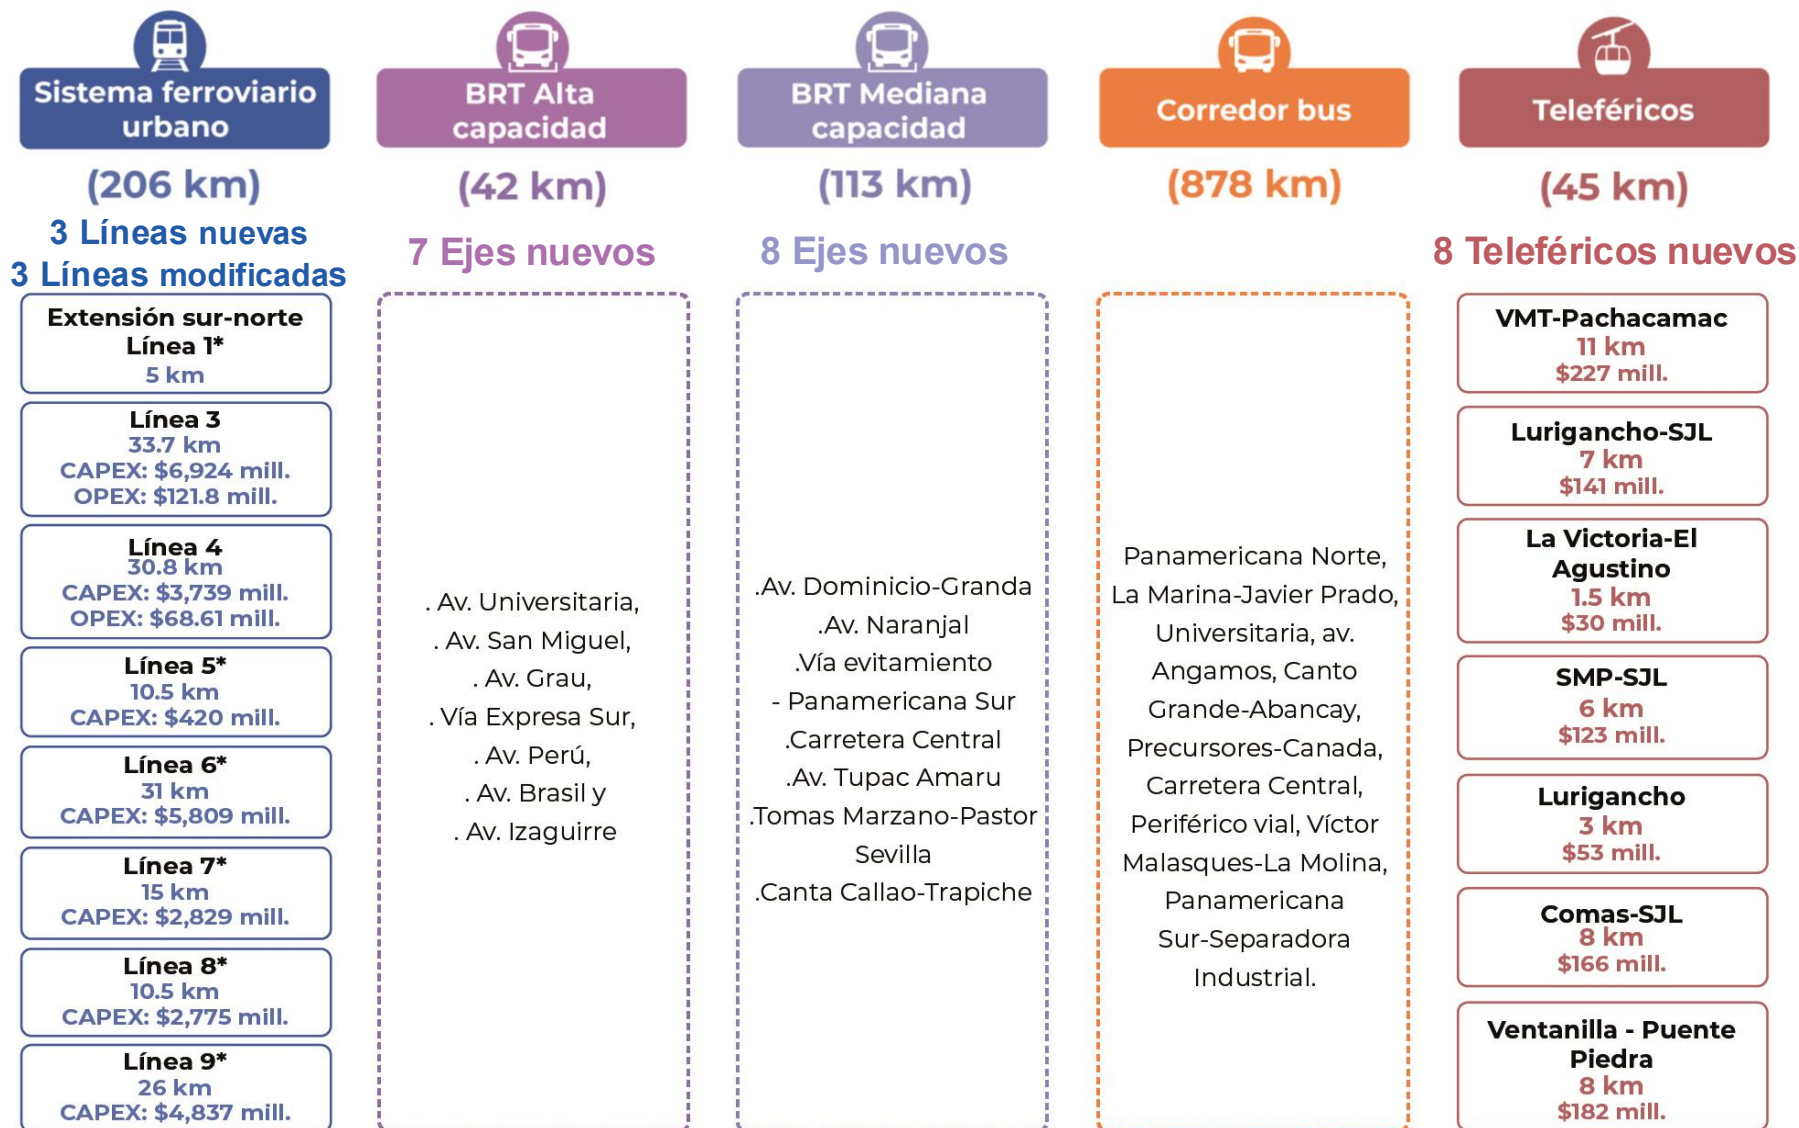 Sistema ferroviario
urbano
(206 km)
3 Líneas nuevas
3 Líneas modificadas
Extensión sur-norte
Línea 1*
5 km
Línea 3
33.7 km
CAPEX: $6,924 mill.
OPEX: $121.8 mill.
Línea 4
30.8 km
CAPEX: $3,739 mill.
OPEX: $68.61 mill.
Línea 5*
10.5 km
CAPEX: $420 mill.
Línea 6*
31 km
CAPEX: $5,809 mill.
Línea 7*
15 km
CAPEX: $2,829 mill.
Línea 8*
10.5 km
CAPEX: $2,775 mill.
Línea 9*
26 km
CAPEX: $4,837 mill.
BRT Alta
capacidad
(42 km)
7 Ejes nuevos
. Av. Universitaria,
. Av. San Miguel,
. Av. Grau,
. Vía Expresa Sur,
. Av. Perú,
. Av. Brasil y
. Av. Izaguirre
BRT Mediana
capacidad
(113 km)
8 Ejes nuevos
.Av. Dominicio-Granda
.Av. Naranjal
.Vía evitamiento
- Panamericana Sur
.Carretera Central
.Av. Tupac Amaru
.Tomas Marzano-Pastor
Sevilla
.Canta Callao-Trapiche
Corredor bus
(878 km)
Panamericana Norte,
La Marina-Javier Prado,
Universitaria, av.
Angamos, Canto
Grande-Abancay,
Precursores-Canada,
Carretera Central,
Periférico vial, Víctor
Malasques-La Molina,
Panamericana
Sur-Separadora
Industrial.
Teleféricos
(45 km)
8 Teleféricos nuevos
VMT-Pachacamac
11 km
$227 mill.
Lurigancho-SJL
7 km
$141 mill.
La Victoria-El
Agustino
1.5 km
$30 mill.
SMP-SJL
6 km
$123 mill.
Lurigancho
3 km
$53 mill.
Comas-SJL
8 km
$166 mill.
Ventanilla - Puente
Piedra
8 km
$182 mill.